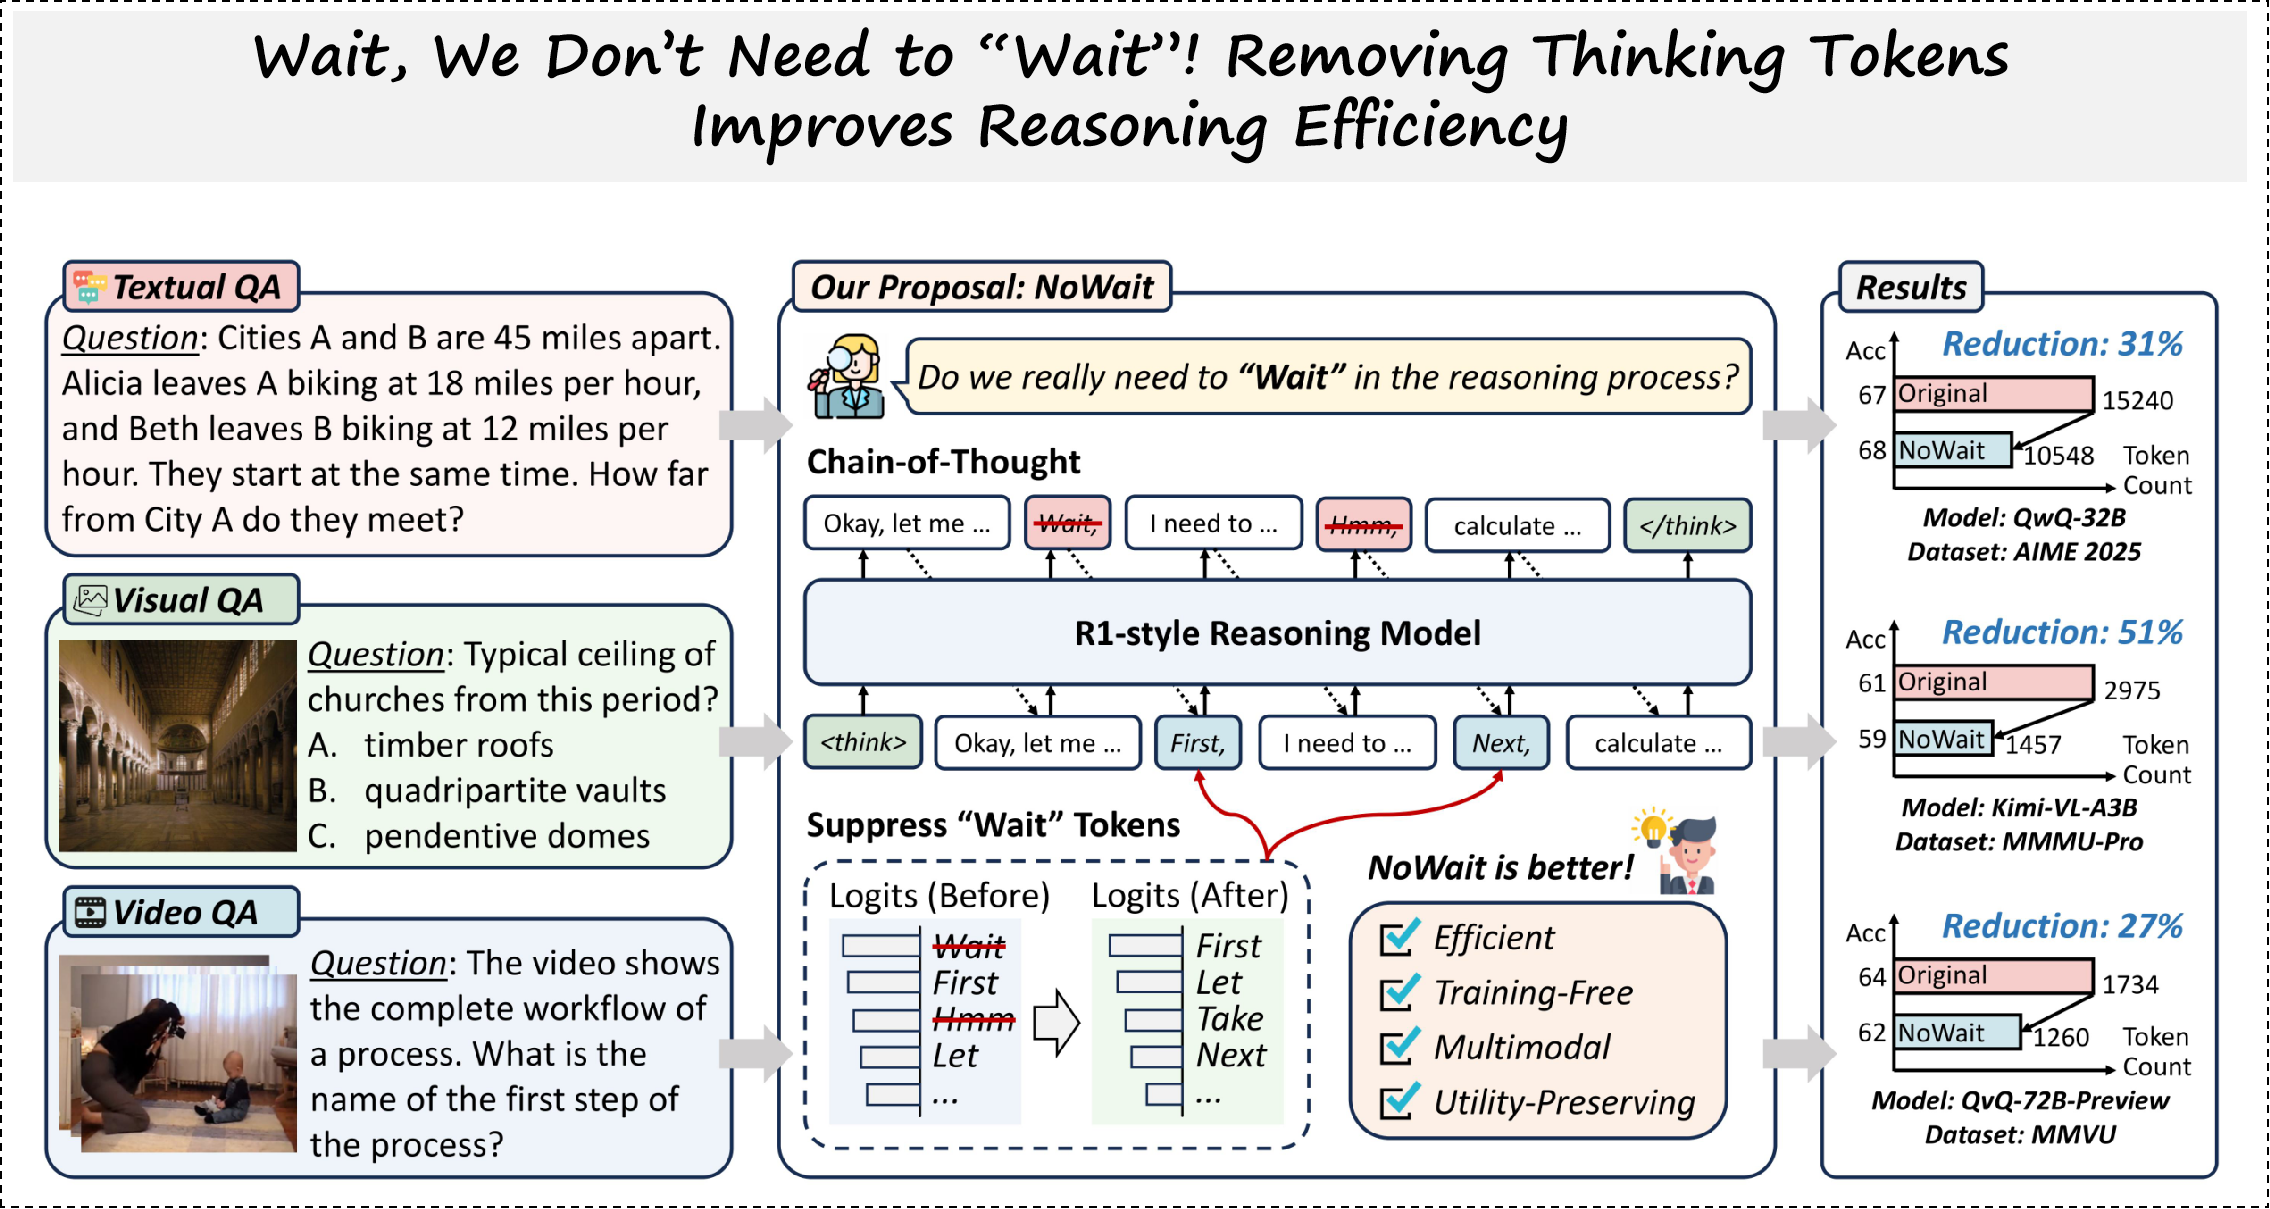 Wait, We Don't Need to “Wait”! Removing Thinking Tokens
Improves Reasoning Efficiency
Textual QA
Question: Cities A and B are 45 miles apart.
Alicia leaves A biking at 18 miles per hour,
and Beth leaves B biking at 12 miles per
hour. They start at the same time. How far
from City A do they meet?
Visual QA
Question: Typical ceiling of
churches from this period?
A. timber roofs
B. quadripartite vaults
C. pendentive domes
Video QA
Question: The video shows
the complete workflow of
a process. What is the
name of the first step of
the process?
Our Proposal: NoWait
Do we really need to “Wait” in the reasoning process?
Chain-of-Thought
Okay, let me ...
Wait,
I need to ...
Hmm,
calculate ...
</think>
R1-style Reasoning Model
<think>
Okay, let me ...
First,
I need to ...
Next,
calculate ...
Suppress “Wait” Tokens
Logits (Before)
Wait
First
Hmm
Let
...
Logits (After)
First
Let
Take
Next
...
NoWait is better!
Efficient
Training-Free
Multimodal
Utility-Preserving
Results
Reduction: 31%
Acc
67 Original 15240
68 NoWait 10548
Token
Count
Model: QwQ-32B
Dataset: AIME 2025
Reduction: 51%
Acc
61 Original 2975
59 NoWait 1457
Token
Count
Model: Kimi-VL-A3B
Dataset: MMMU-Pro
Reduction: 27%
Acc
64 Original 1734
62 NoWait 1260
Token
Count
Model: QvQ-72B-Preview
Dataset: MMVU